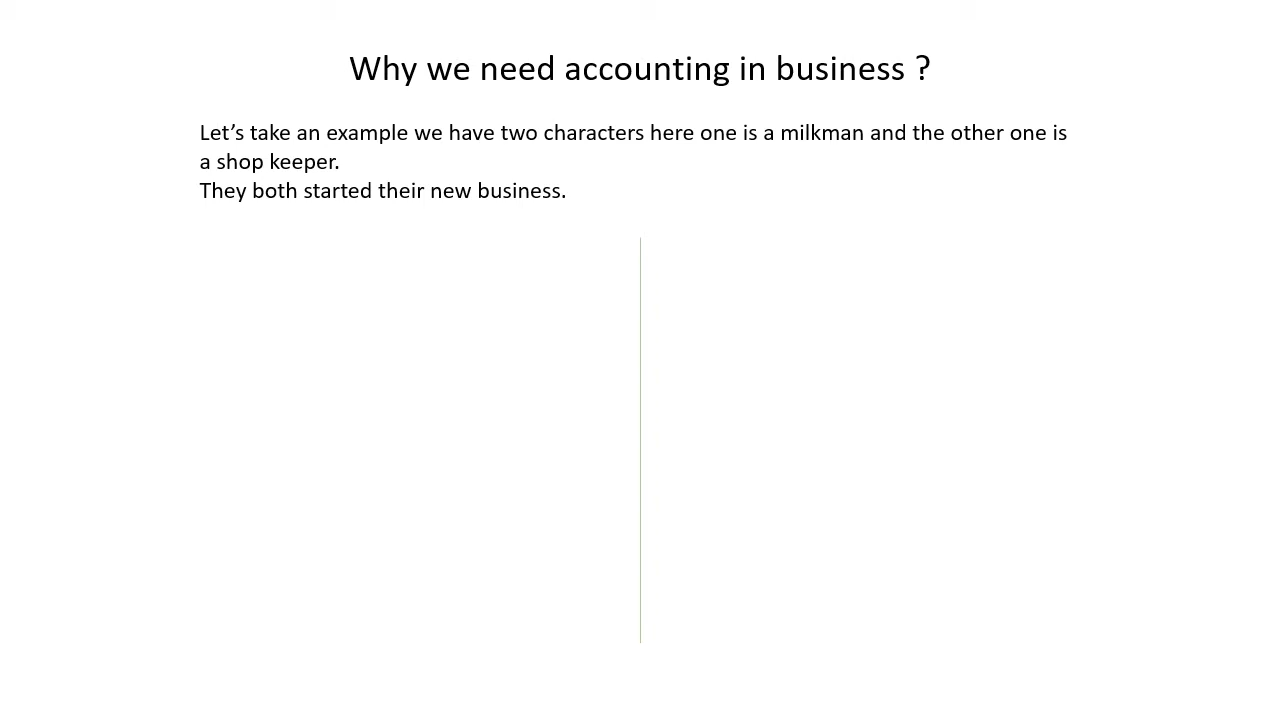 Why we need accounting in business ?
Let’s take an example we have two characters here one is a milkman and the other one is
a shop keeper.
They both started their new business.